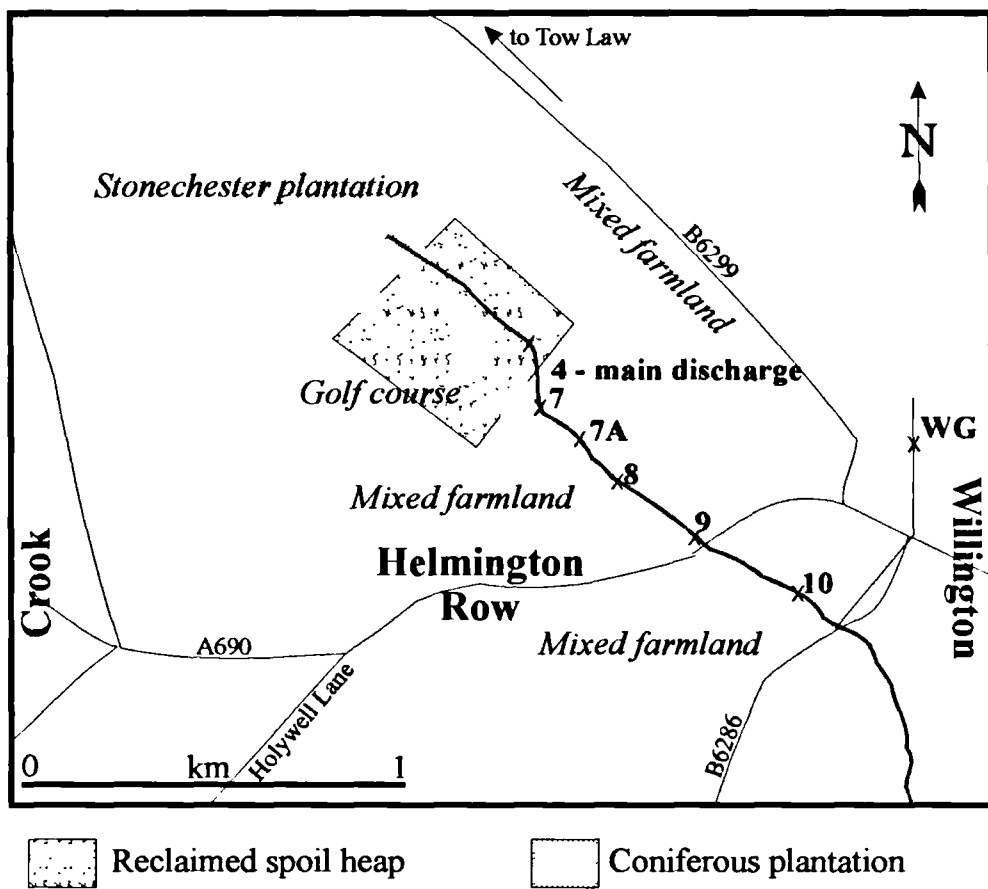 to Tow Law
N
Stonechester plantation
Mixed farmland
B6299
4 - main discharge
Golf course
7
7A
WG
8
Mixed farmland
9
Willington
Crook
Helmington
Row
10
Mixed farmland
A690
Holywell Lane
B6286
0 km 1
Reclaimed spoil heap
Coniferous plantation